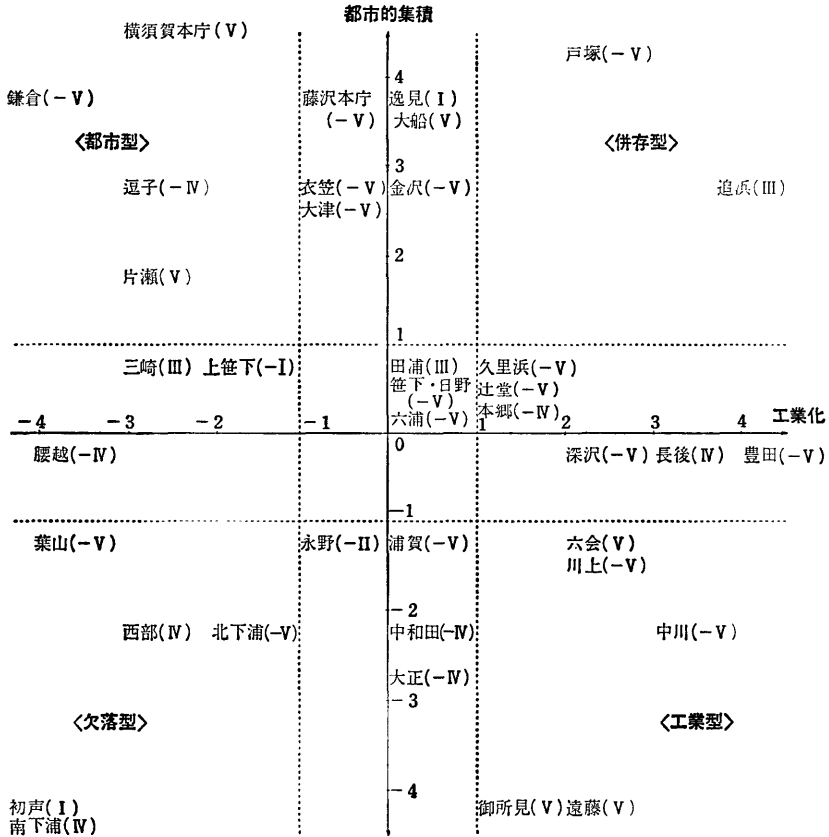 都市的集積
横須賀本庁(V)
戸塚(-V)
4
鎌倉(-V)
藤沢本庁
(-V)
逸見(I)
大船(V)
<都市型>
<併存型>
3
逗子(-IV)
衣笠(-V)
金沢(-V)
追浜(III)
大津(-V)
2
片瀬(V)
1
三崎(III)
上笹下(-I)
田浦(III)
久里浜(-V)
笹下・日野
(-V)
辻堂(-V)
六浦(-V)
本郷(-IV)
工業化
-4 -3 -2 -1 0 1 2 3 4
腰越(-IV)
深沢(-V)
長後(IV)
豊田(-V)
-1
葉山(-V)
永野(-II)
浦賀(-V)
六会(V)
川上(-V)
-2
西部(IV)
北下浦(-V)
中和田(-IV)
中川(-V)
大正(-IV)
-3
<欠落型>
<工業型>
-4
初声(I)
南下浦(IV)
御所見(V)
遠藤(V)